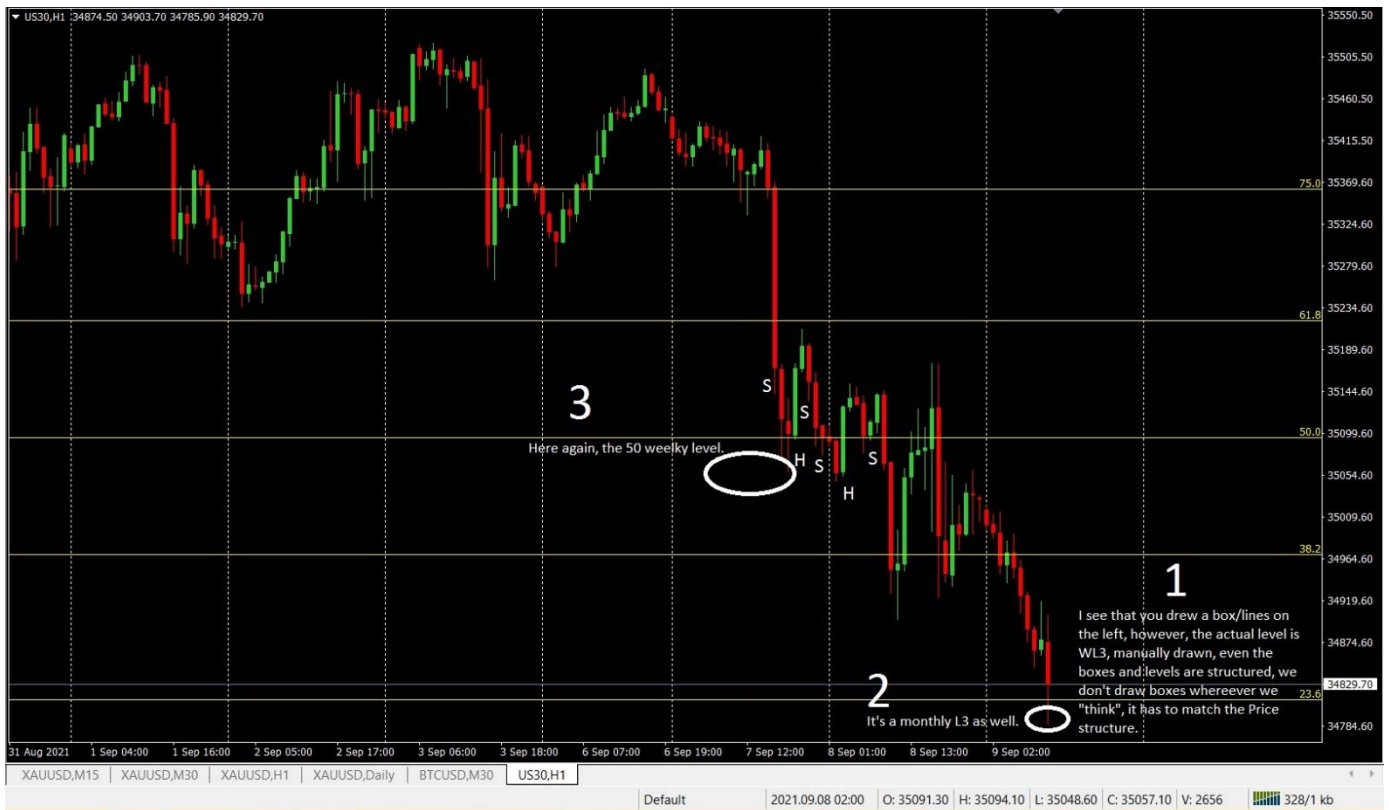 US30,H1 34874.50 34903.70 34785.90 34829.70
35550.50
35505.50
35460.50
35415.50
75.0
35369.60
35324.60
35279.60
35234.60
61.8
35189.60
35144.60
S
3
S
50.0
35099.60
Here again, the 50 weelky level.
H
S
S
35054.60
H
35009.60
38.2
34964.60
1
34919.60
I see that you drew a box/lines on
the left, however, the actual level is
WL3, manually drawn, even the
boxes and levels are structured, we
don't draw boxes whereever we
"think", it has to match the Price
structure.
34874.60
34829.70
23.6
2
It's a monthly L3 as well.
34784.60
31 Aug 2021 1 Sep 04:00 1 Sep 16:00 2 Sep 05:00 2 Sep 17:00 3 Sep 06:00 3 Sep 18:00 6 Sep 07:00 6 Sep 19:00 7 Sep 12:00 8 Sep 01:00 8 Sep 13:00 9 Sep 02:00
XAUUSD,M15 XAUUSD,M30 XAUUSD,H1 XAUUSD,Daily BTCUSD,M30 US30,H1
Default 2021.09.08 02:00 O: 35091.30 H: 35094.10 L: 35048.60 C: 35057.10 V: 2656 328/1 kb